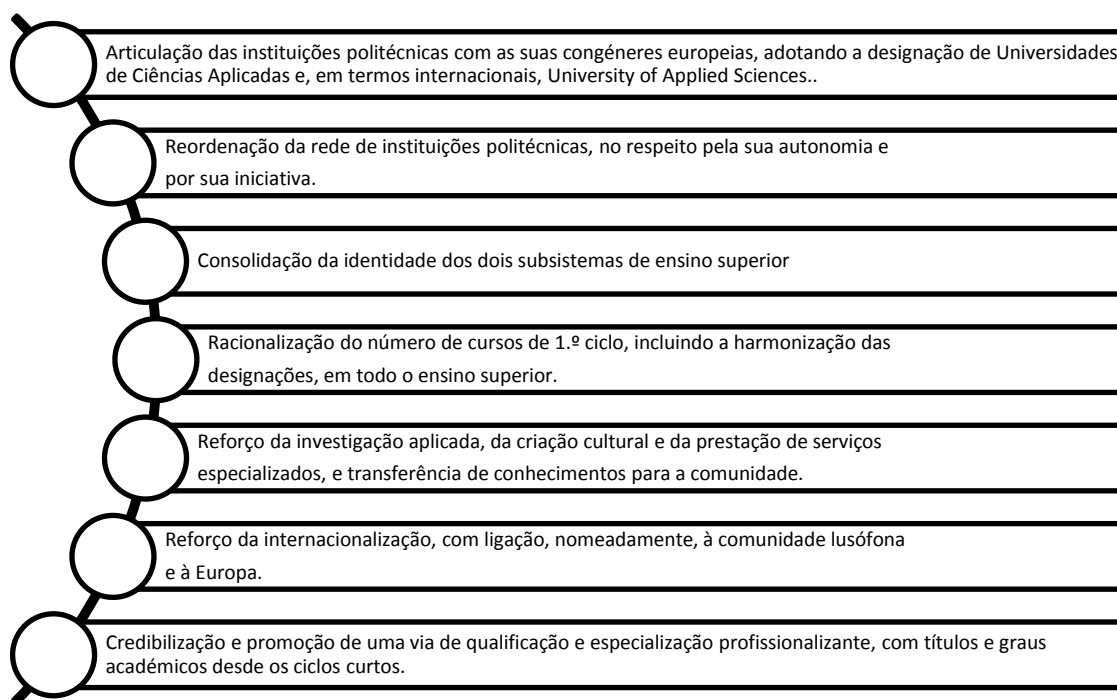 Articulação das instituições politécnicas com as suas congéneres europeias, adotando a designação de Universidades
de Ciências Aplicadas e, em termos internacionais, University of Applied Sciences..
Reordenação da rede de instituições politécnicas, no respeito pela sua autonomia e
por sua iniciativa.
Consolidação da identidade dos dois subsistemas de ensino superior
Racionalização do número de cursos de 1.º ciclo, incluindo a harmonização das
designações, em todo o ensino superior.
Reforço da investigação aplicada, da criação cultural e da prestação de serviços
especializados, e transferência de conhecimentos para a comunidade.
Reforço da internacionalização, com ligação, nomeadamente, à comunidade lusófona
e à Europa.
Credibilização e promoção de uma via de qualificação e especialização profissionalizante, com títulos e graus
académicos desde os ciclos curtos.